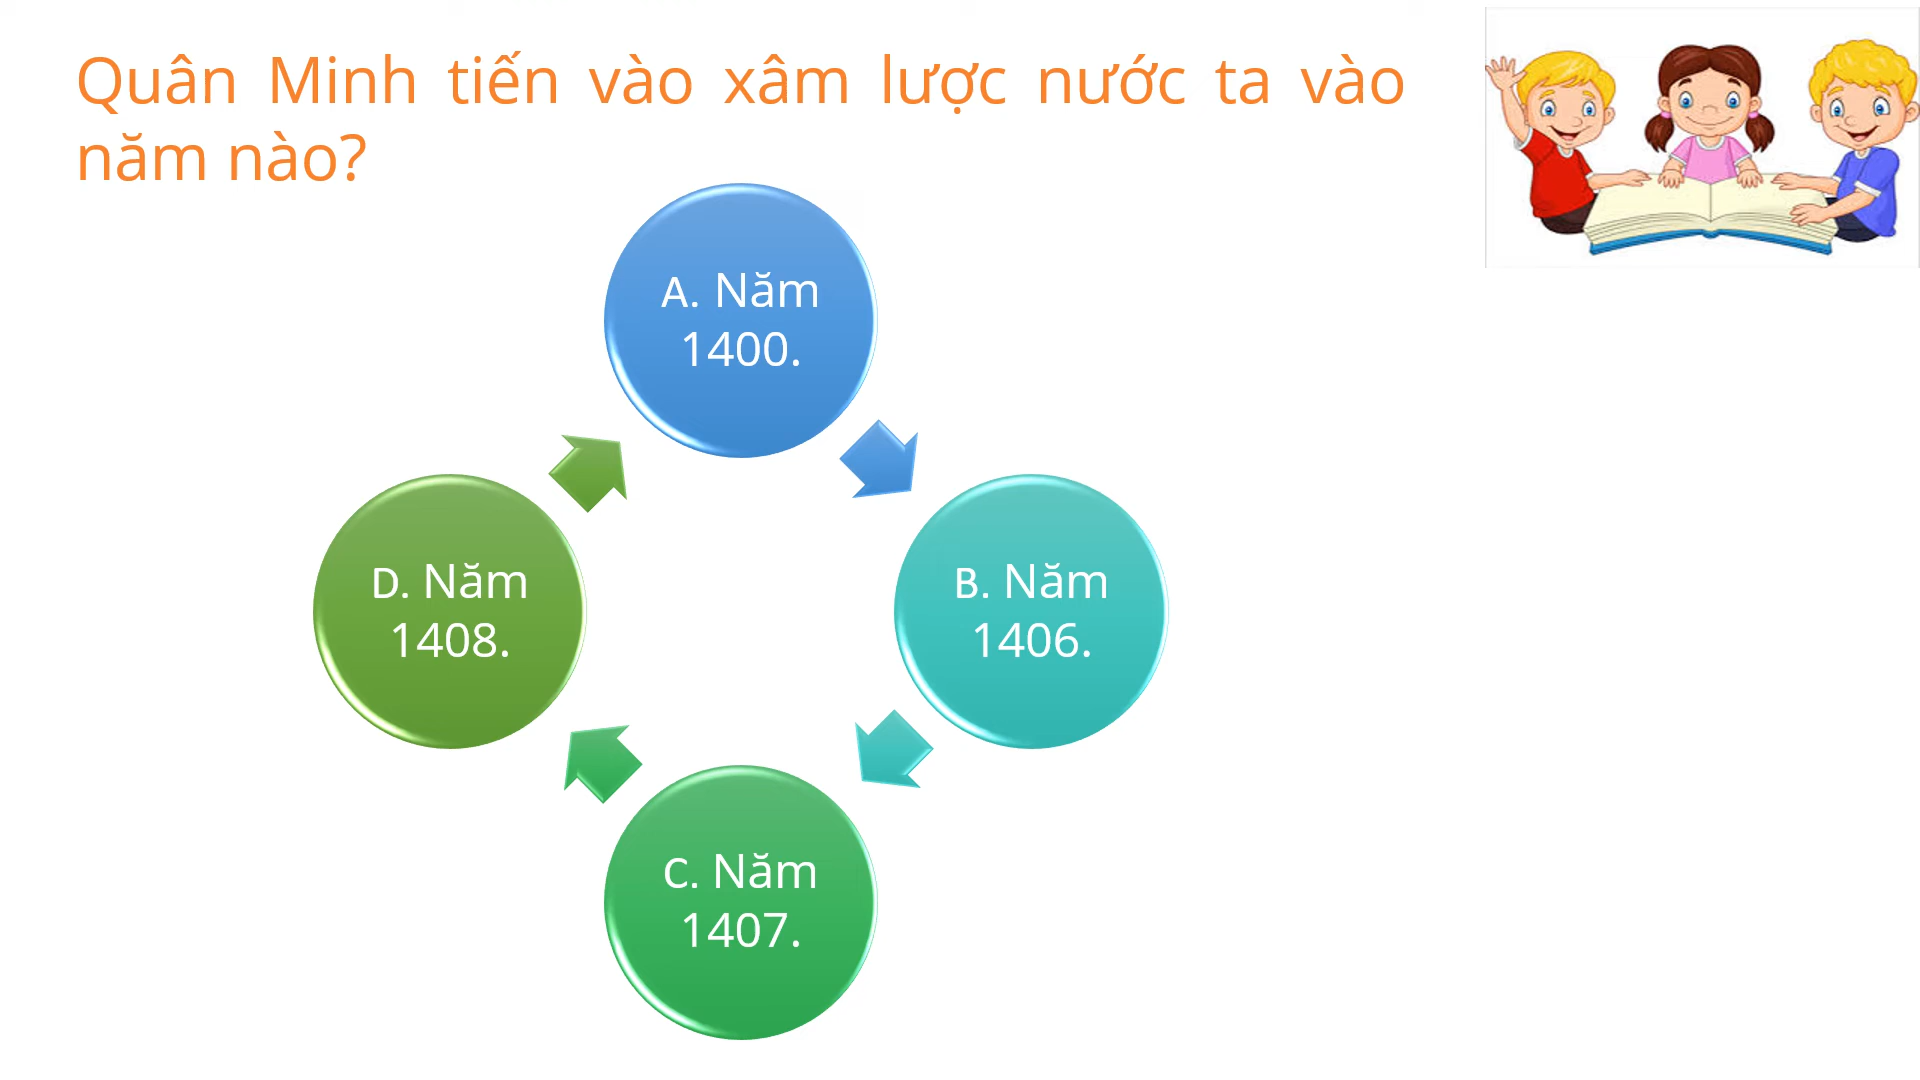 Quân Minh tiến vào xâm lược nước ta vào
năm nào?
A. Năm
1400.
B. Năm
1406.
C. Năm
1407.
D. Năm
1408.